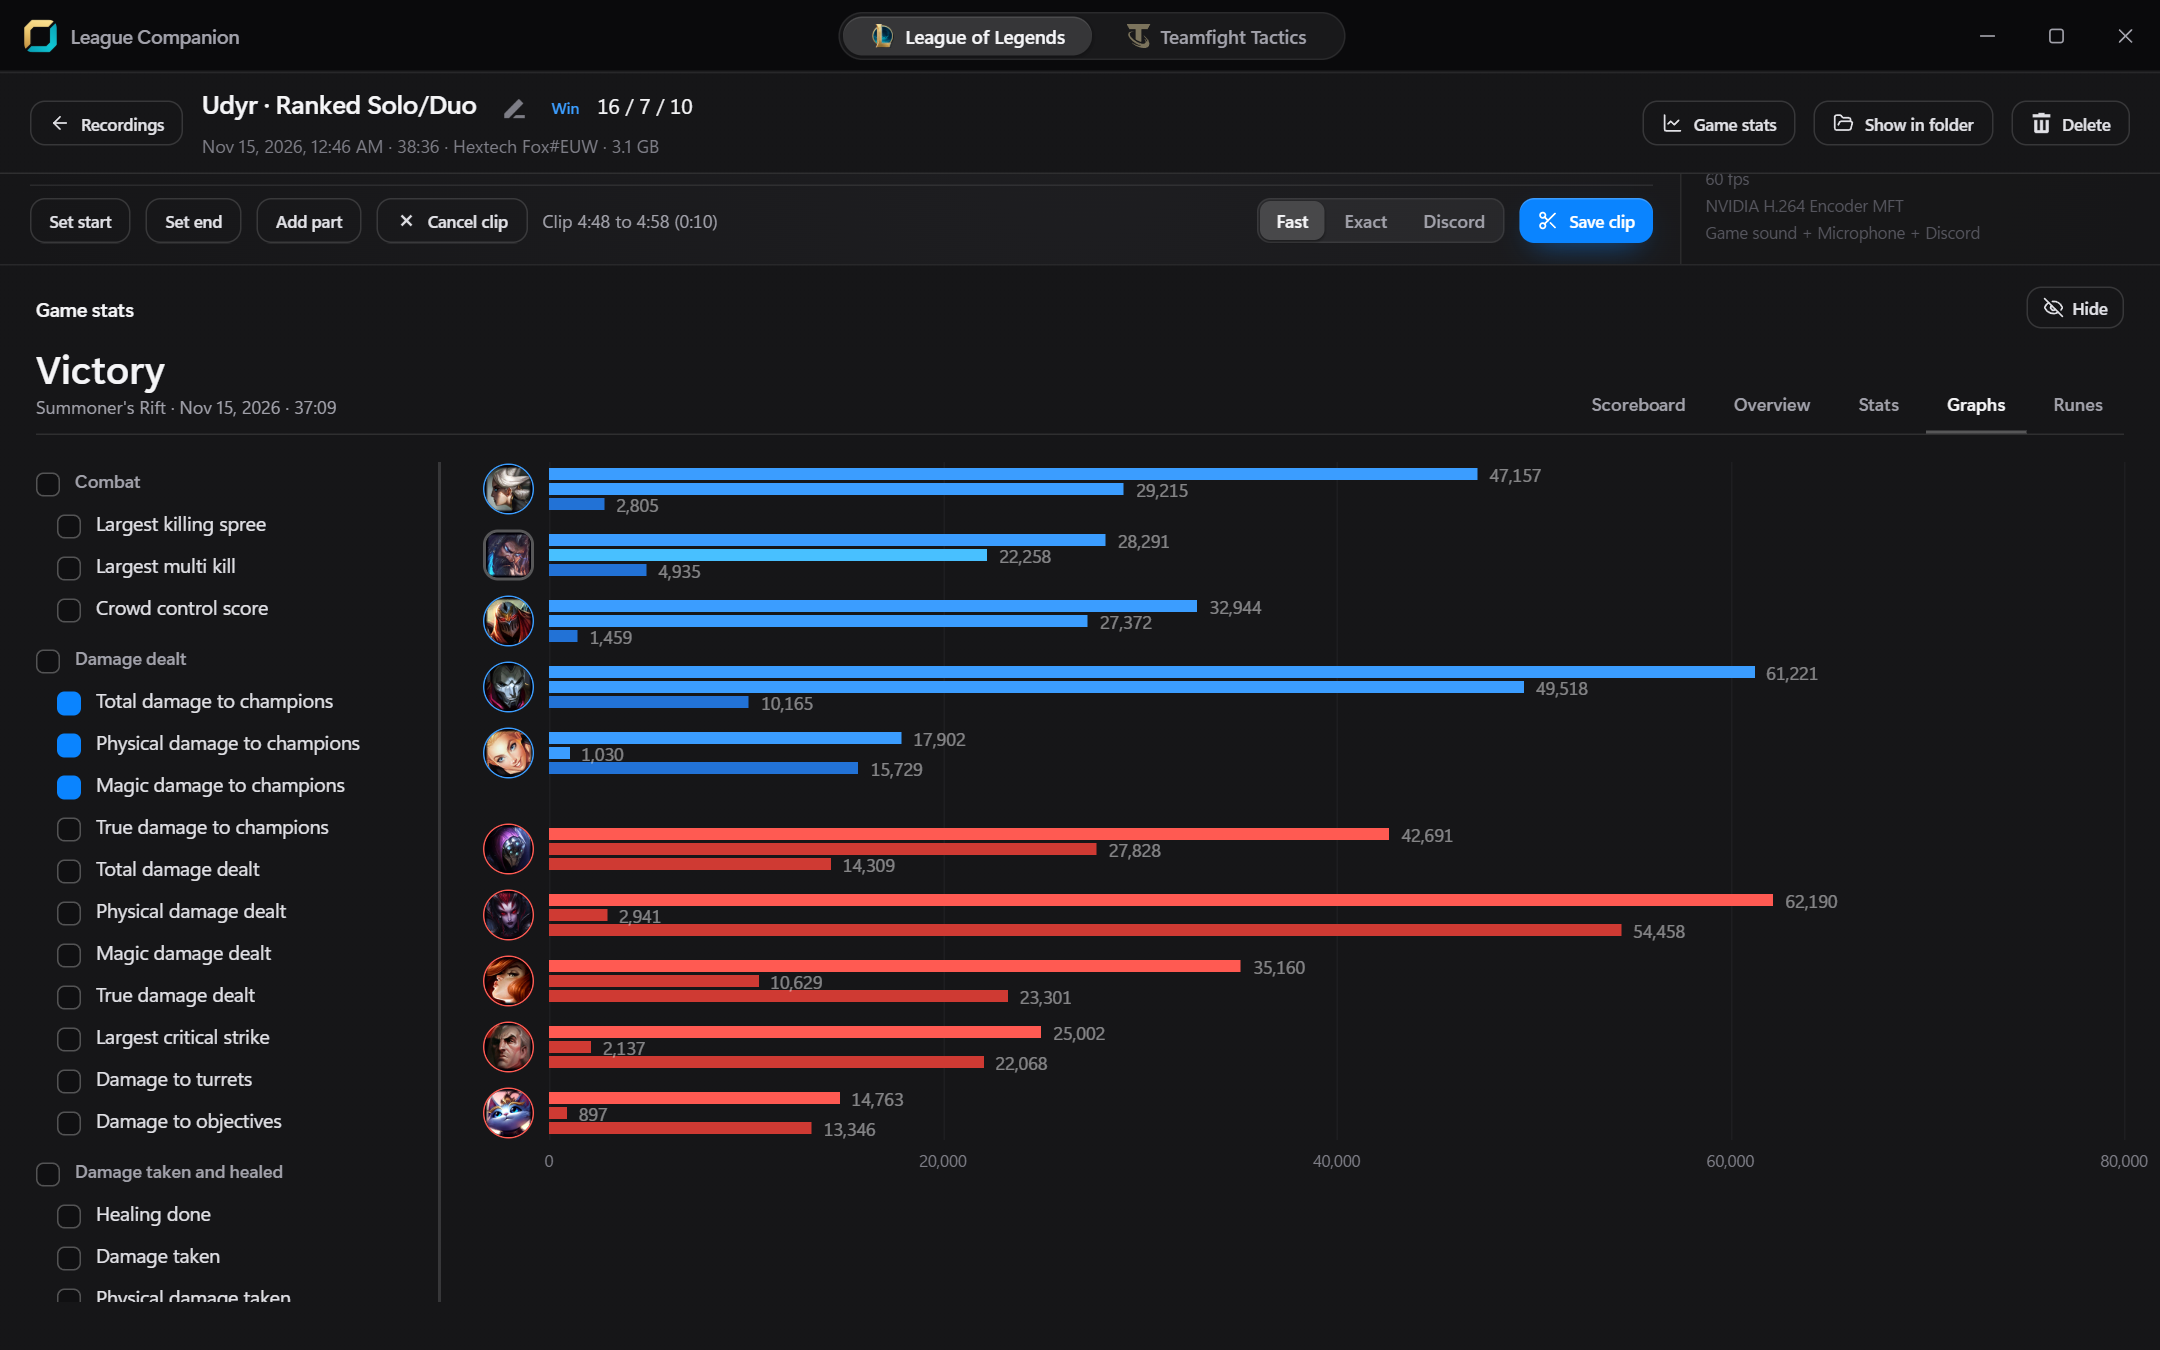 League Companion
League of Legends
Teamfight Tactics
Recordings
Udyr · Ranked Solo/Duo
Win
16 / 7 / 10
Nov 15, 2026, 12:46 AM · 38:36 · Hextech Fox#EUW · 3.1 GB
Game stats
Show in folder
Delete
Set start
Set end
Add part
Cancel clip
Clip 4:48 to 4:58 (0:10)
Fast
Exact
Discord
Save clip
60 fps
NVIDIA H.264 Encoder MFT
Game sound + Microphone + Discord
Game stats
Hide
Victory
Summoner's Rift · Nov 15, 2026 · 37:09
Scoreboard
Overview
Stats
Graphs
Runes
Combat
Largest killing spree
Largest multi kill
Crowd control score
Damage dealt
Total damage to champions
Physical damage to champions
Magic damage to champions
True damage to champions
Total damage dealt
Physical damage dealt
Magic damage dealt
True damage dealt
Largest critical strike
Damage to turrets
Damage to objectives
Damage taken and healed
Healing done
Damage taken
Physical damage taken
47,157
29,215
2,805
28,291
22,258
4,935
32,944
27,372
1,459
61,221
49,518
10,165
17,902
1,030
15,729
42,691
27,828
14,309
62,190
2,941
54,458
35,160
10,629
23,301
25,002
2,137
22,068
14,763
897
13,346
0
20,000
40,000
60,000
80,000